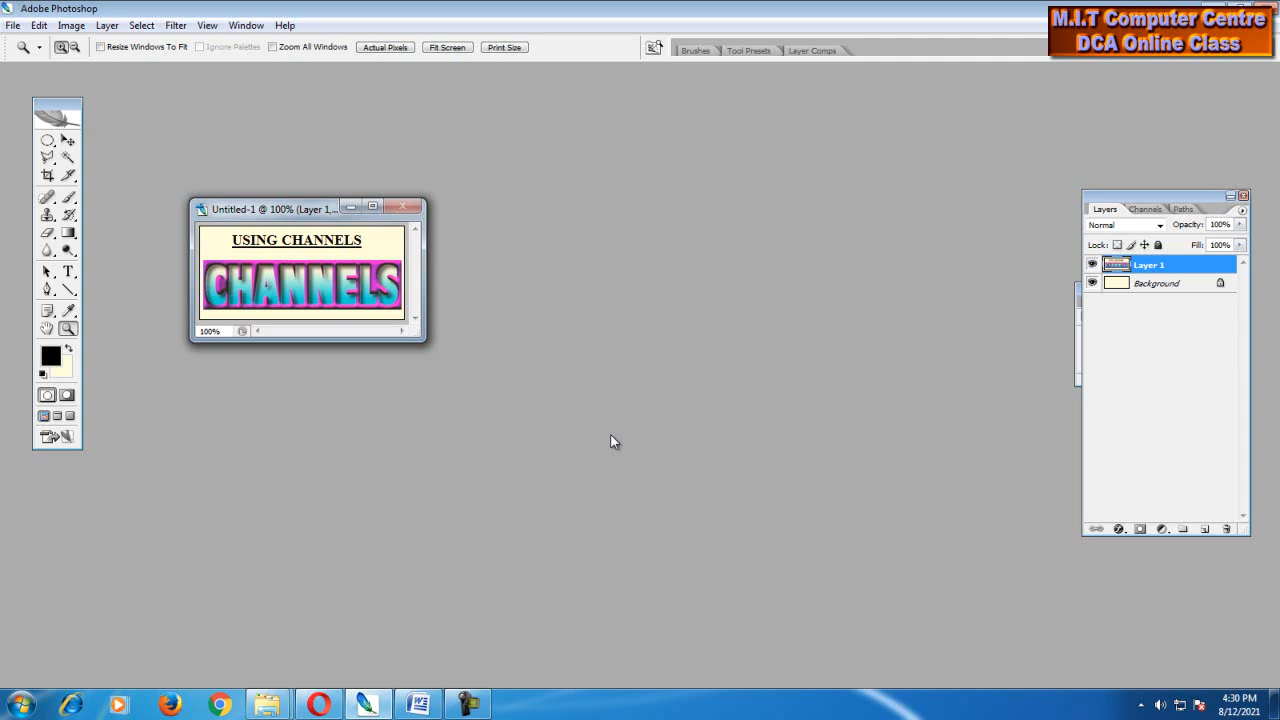 Adobe Photoshop
M.I.T Computer Centre
DCA Online Class
File Edit Image Layer Select Filter View Window Help
Resize Windows To Fit Ignore Palettes Zoom All Windows Actual Pixels Fit Screen Print Size
Brushes Tool Presets Layer Comps
Untitled-1 @ 100% (Layer 1,...
USING CHANNELS
CHANNELS
100%
Layers Channels Paths
Normal Opacity: 100%
Lock: Fill: 100%
Layer 1
Background
4:30 PM
8/12/2021